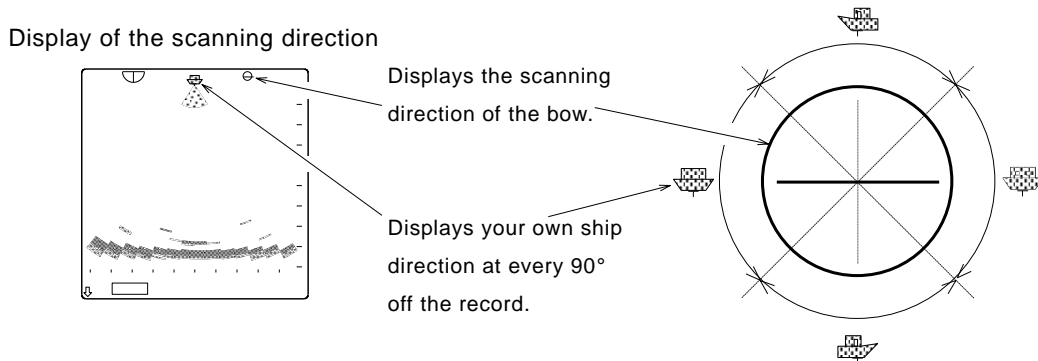 Display of the scanning direction
Displays the scanning
direction of the bow.
Displays your own ship
direction at every 90°
off the record.